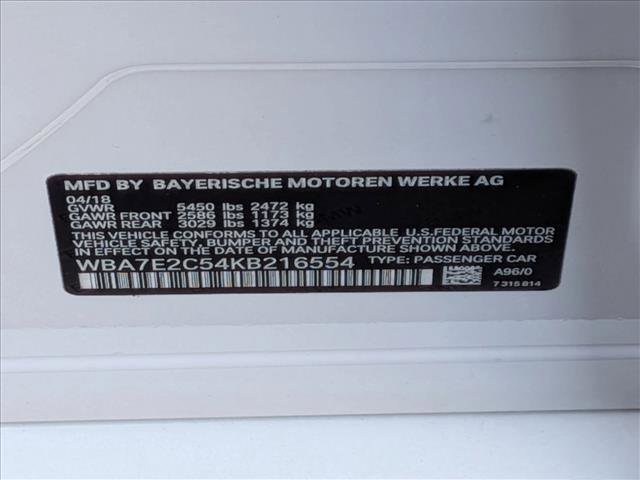 MFD BY BAYERISCHE MOTOREN WERKE AG
04/18
GVWR 5450 lbs 2472 kg
GAWR FRONT 2586 lbs 1173 kg
GAWR REAR 3029 lbs 1374 kg
THIS VEHICLE CONFORMS TO ALL APPLICABLE U.S.FEDERAL MOTOR
VEHICLE SAFETY, BUMPER AND THEFT PREVENTION STANDARDS
IN EFFECT ON THE DATE OF MANUFACTURE SHOWN ABOVE.
WBA7E2C54KB216554 TYPE: PASSENGER CAR
A96/0
7 315 814